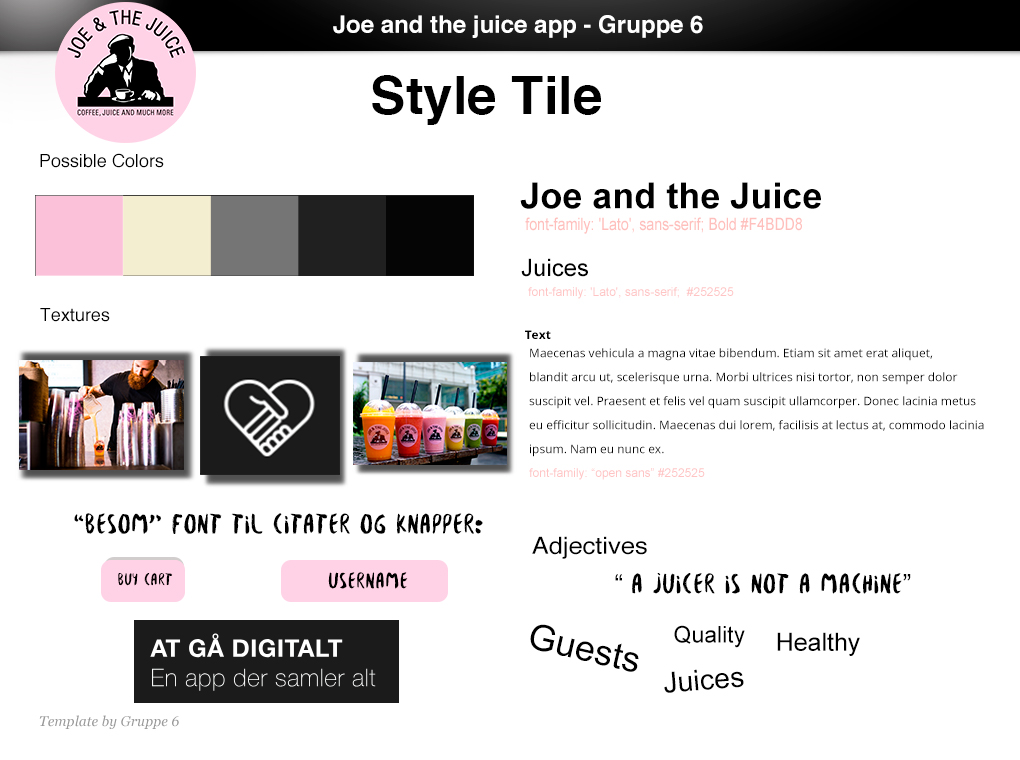 Joe and the juice app - Gruppe 6
JOE & THE JUICE
COFFEE, JUICE AND MUCH MORE
Style Tile
Possible Colors
Joe and the Juice
font-family: 'Lato', sans-serif; Bold #F4BDD8
Juices
font-family: 'Lato', sans-serif, #252525
Textures
Text
Maecenas vehicula a magna vitae bibendum. Etiam sit amet erat aliquet,
blandit arcu ut, scelerisque urna. Morbi ultrices nisi tortor, non semper dolor
suscipit vel. Praesent et felis vel quam suscipit ullamcorper. Donec lacinia metus
eu efficitur sollicitudin. Maecenas dui lorem, facilisis at lectus at, commodo lacinia
ipsum. Nam eu nunc ex.
font-family: “open sans” #252525
“BESOM” FONT TIL CITATER OG KNAPPER:
BUY CART
USERNAME
AT GÅ DIGITALT
En app der samler alt
Adjectives
“ A JUICER IS NOT A MACHINE”
Guests
Quality
Healthy
Juices
Template by Gruppe 6